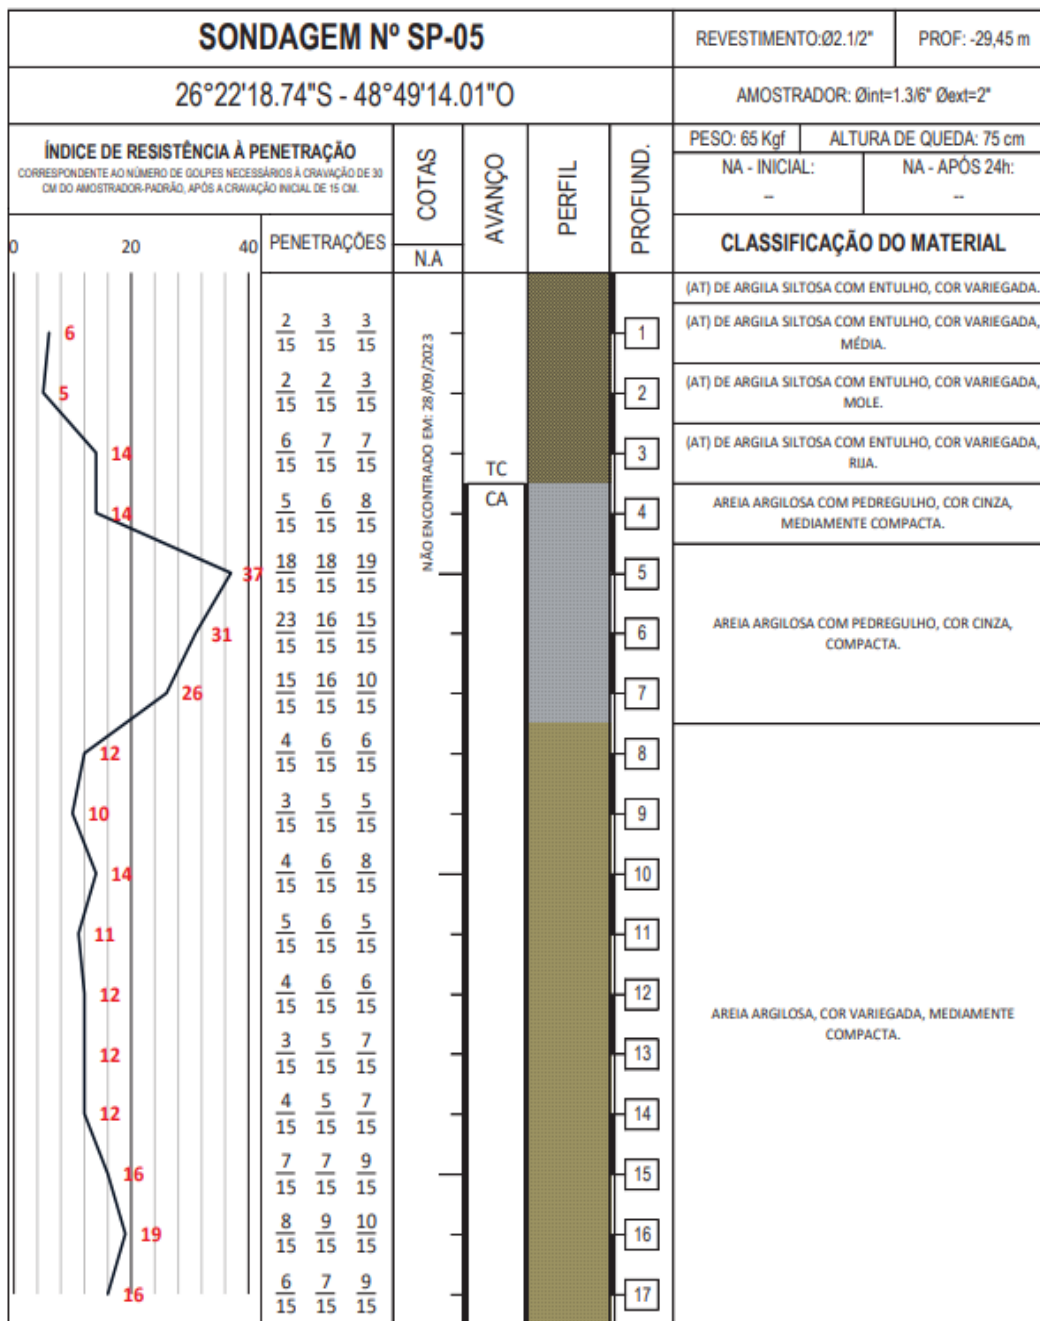 SONDAGEM Nº SP-05
REVESTIMENTO:Ø2.1/2"
PROF: -29,45 m
26°22'18.74"S - 48°49'14.01"O
AMOSTRADOR: Øint=1.3/6" Øext=2"
ÍNDICE DE RESISTÊNCIA À PENETRAÇÃO
CORRESPONDENTE AO NÚMERO DE GOLPES NECESSÁRIOS À CRAVAÇÃO DE 30
CM DO AMOSTRADOR-PADRÃO, APÓS A CRAVAÇÃO INICIAL DE 15 CM.
COTAS
AVANÇO
PERFIL
PROFUND.
PESO: 65 Kgf
ALTURA DE QUEDA: 75 cm
NA - INICIAL:
--
NA - APÓS 24h:
--
0 20 40
PENETRAÇÕES
N.A
CLASSIFICAÇÃO DO MATERIAL
NÃO ENCONTRADO EM: 28/09/2023
(AT) DE ARGILA SILTOSA COM ENTULHO, COR VARIEGADA.
6
2 3 3
15 15 15
1
(AT) DE ARGILA SILTOSA COM ENTULHO, COR VARIEGADA,
MÉDIA.
5
2 2 3
15 15 15
2
(AT) DE ARGILA SILTOSA COM ENTULHO, COR VARIEGADA,
MOLE.
14
6 7 7
15 15 15
TC
3
(AT) DE ARGILA SILTOSA COM ENTULHO, COR VARIEGADA,
RIJA.
14
5 6 8
15 15 15
CA
4
AREIA ARGILOSA COM PEDREGULHO, COR CINZA,
MEDIAMENTE COMPACTA.
37
18 18 19
15 15 15
5
31
23 16 15
15 15 15
6
AREIA ARGILOSA COM PEDREGULHO, COR CINZA,
COMPACTA.
26
15 16 10
15 15 15
7
12
4 6 6
15 15 15
8
10
3 5 5
15 15 15
9
14
4 6 8
15 15 15
10
11
5 6 5
15 15 15
11
12
4 6 6
15 15 15
12
AREIA ARGILOSA, COR VARIEGADA, MEDIAMENTE
COMPACTA.
12
3 5 7
15 15 15
13
12
4 5 7
15 15 15
14
16
7 7 9
15 15 15
15
19
8 9 10
15 15 15
16
16
6 7 9
15 15 15
17